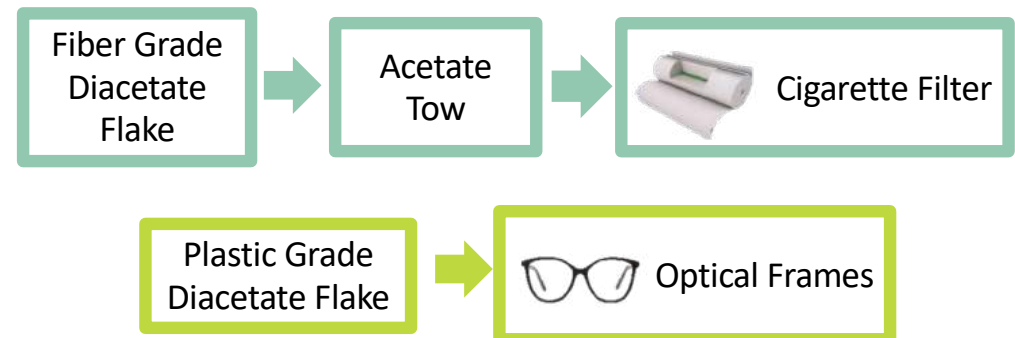 Fiber Grade
Diacetate
Flake
Acetate
Tow
Cigarette Filter
Plastic Grade
Diacetate Flake
Optical Frames